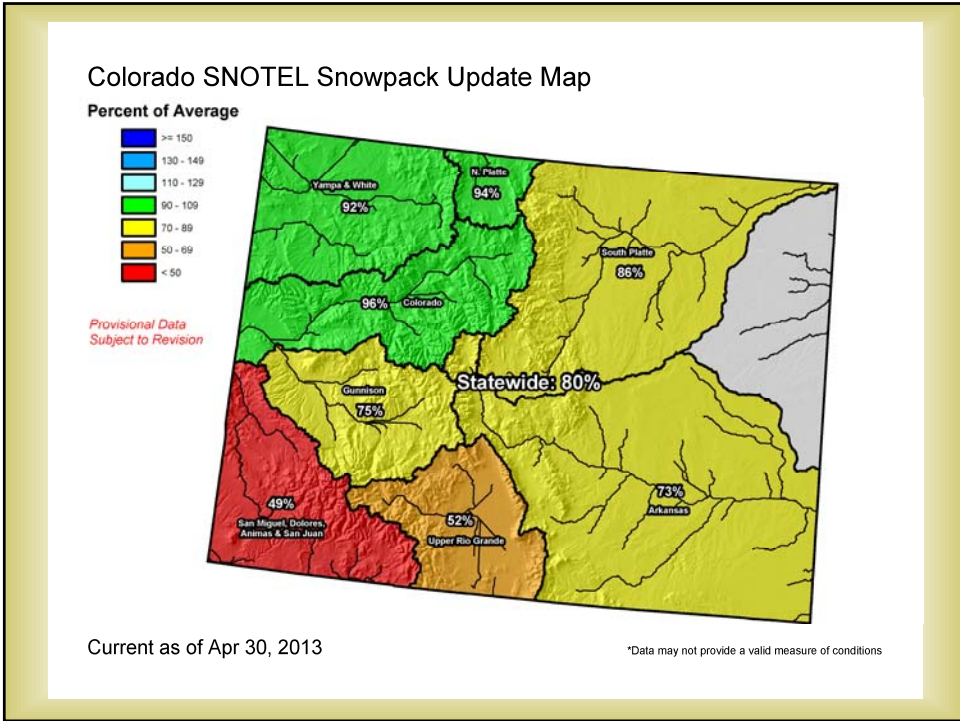 Colorado SNOTEL Snowpack Update Map
Percent of Average
>= 150
130 - 149
110 - 129
90 - 109
70 - 89
50 - 69
< 50
Provisional Data
Subject to Revision
Yampa & White
92%
N. Platte
94%
South Platte
86%
96%
Colorado
Statewide: 80%
Gunnison
75%
49%
San Miguel, Dolores,
Animas & San Juan
52%
Upper Rio Grande
73%
Arkansas
Current as of Apr 30, 2013
*Data may not provide a valid measure of conditions